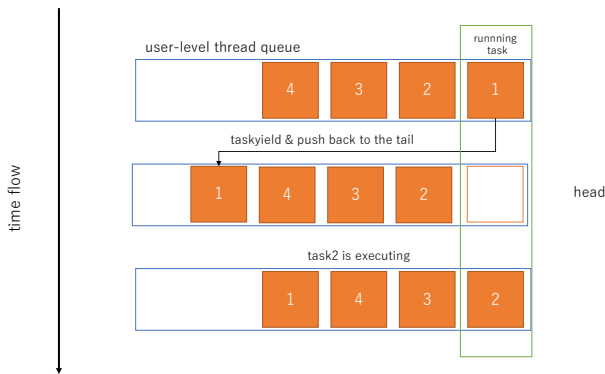 runnning
task
user-level thread queue
4 3 2 1
taskyield & push back to the tail
1 4 3 2
head
time flow
task2 is executing
1 4 3 2